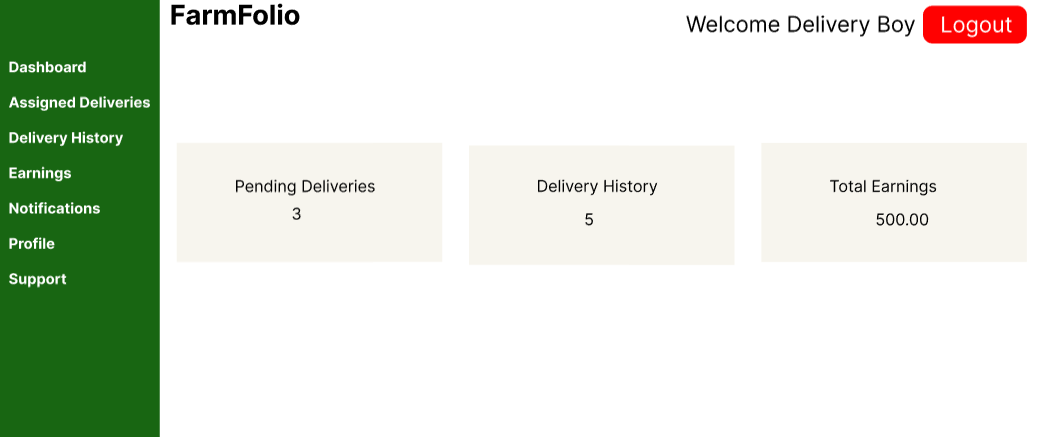 FarmFolio
Welcome Delivery Boy
Logout
Dashboard
Assigned Deliveries
Delivery History
Earnings
Notifications
Profile
Support
Pending Deliveries
3
Delivery History
5
Total Earnings
500.00